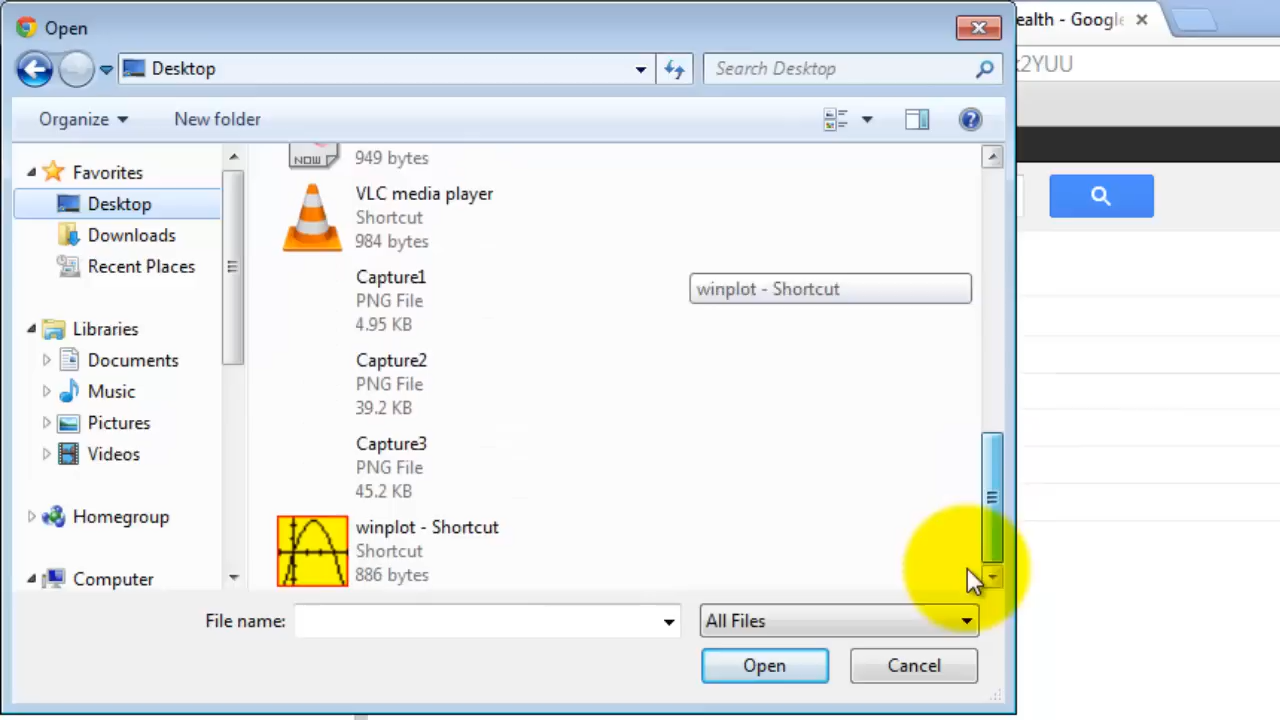 Open
ealth - Google
Desktop
Search Desktop
2YUU
Organize
New folder
Favorites
Desktop
Downloads
Recent Places
Libraries
Documents
Music
Pictures
Videos
Homegroup
Computer
NOW
949 bytes
VLC media player
Shortcut
984 bytes
Capture1
PNG File
4.95 KB
Capture2
PNG File
39.2 KB
Capture3
PNG File
45.2 KB
winplot - Shortcut
Shortcut
886 bytes
winplot - Shortcut
File name:
All Files
Open
Cancel